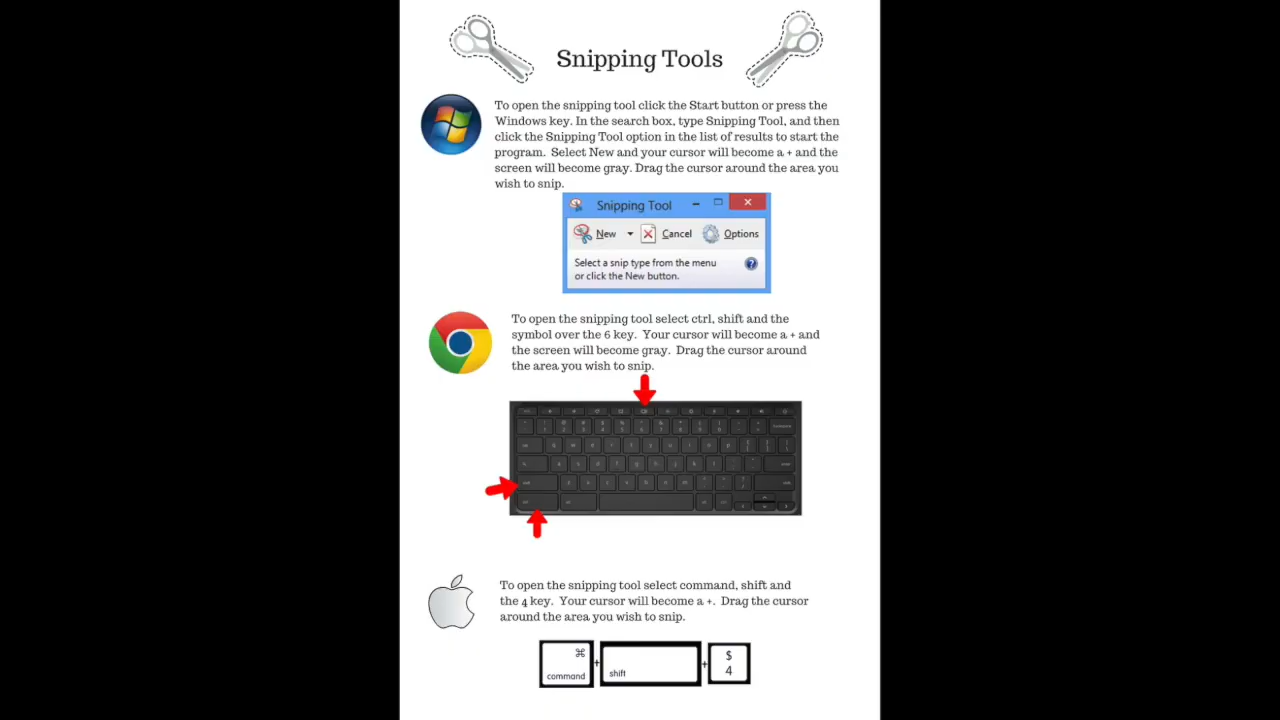 Snipping Tools
To open the snipping tool click the Start button or press the
Windows key. In the search box, type Snipping Tool, and then
click the Snipping Tool option in the list of results to start the
program. Select New and your cursor will become a + and the
screen will become gray. Drag the cursor around the area you
wish to snip.
Snipping Tool
New Cancel Options
Select a snip type from the menu
or click the New button.
To open the snipping tool select ctrl, shift and the
symbol over the 6 key. Your cursor will become a + and
the screen will become gray. Drag the cursor around
the area you wish to snip.
To open the snipping tool select command, shift and
the 4 key. Your cursor will become a +. Drag the cursor
around the area you wish to snip.
⌘ $
+ +
command shift 4